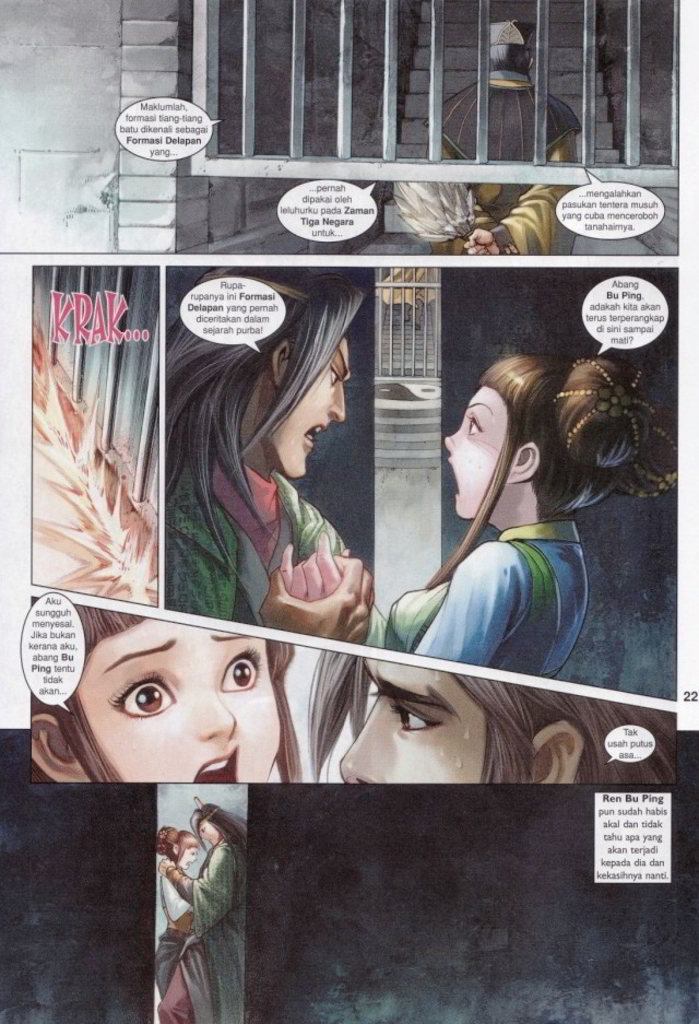 Maklumlah,
formasi tiang-tiang
batu dikenali sebagai
Formasi Delapan
yang...
...pernah
dipakai oleh
leluhurku pada Zaman
Tiga Negara
untuk...
...mengalahkan
pasukan tentera musuh
yang cuba menceroboh
tanahairnya.
KRAK...
Rupa-
rupanya ini Formasi
Delapan yang pernah
diceritakan dalam
sejarah purba!
Abang
Bu Ping,
adakah kita akan
terus terperangkap
di sini sampai
mati?
Aku
sungguh
menyesal.
Jika bukan
kerana aku,
abang Bu
Ping tentu
tidak
akan...
Tak
usah putus
asa...
22
Ren Bu Ping
pun sudah habis
akal dan tidak
tahu apa yang
akan terjadi
kepada dia dan
kekasihnya nanti.